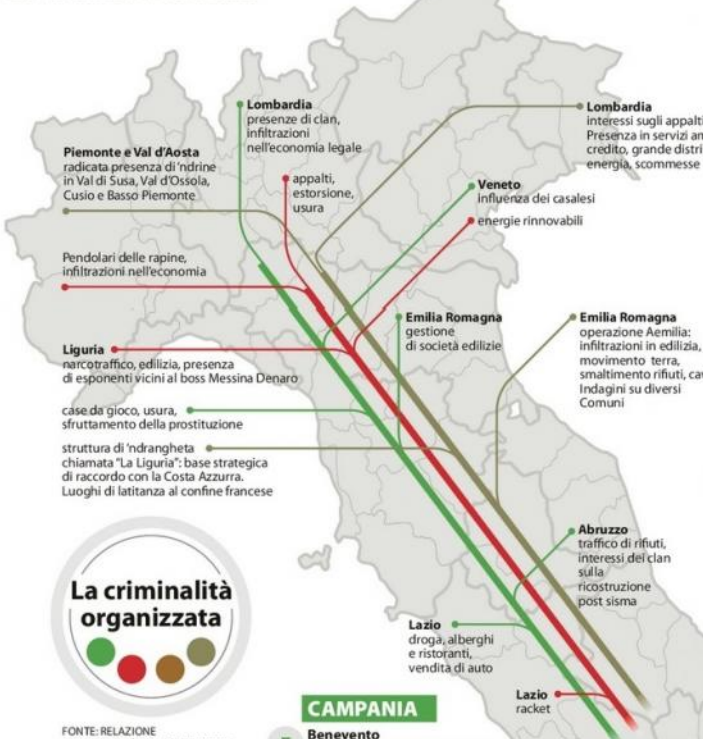 Lombardia
presenze di clan,
infiltrazioni
nell'economia legale
Lombardia
interessi sugli appalti
Presenza in servizi
credito, grande
energia, scommesse
Piemonte e Val d'Aosta
radicata presenza di 'ndrine
in Val di Susa, Val d'Ossola,
Cusio e Basso Piemonte
appalti,
estorsione,
usura
Veneto
influenza dei casalesi
energie rinnovabili
Pendolari delle rapine,
infiltrazioni nell'economia
Emilia Romagna
gestione
di società edilizie
Emilia Romagna
operazione Aemilia:
infiltrazioni in edilizia,
movimento terra,
smaltimento rifiuti,
Indagini su diversi
Comuni
Liguria
narcotraffico, edilizia, presenza
di esponenti vicini al boss Messina Denaro
case da gioco, usura,
sfruttamento della prostituzione
struttura di 'ndrangheta
chiamata "La Liguria": base strategica
di raccordo con la Costa Azzurra.
Luoghi di latitanza al confine francese
Abruzzo
traffico di rifiuti,
interessi dei clan
sulla
ricostruzione
post sisma
La criminalità
organizzata
Lazio
droga, alberghi
e ristoranti,
vendita di auto
Lazio
racket
CAMPANIA
Benevento
FONTE: RELAZIONE